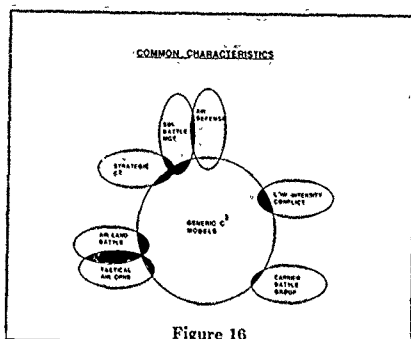 COMMON CHARACTERISTICS
SDI
BATTLE
MGT
AIR
DEFENSE
STRATEGIC
C²
LOW INTENSITY
CONFLICT
GENERIC C³
MODELS
AIR LAND
BATTLE
TACTICAL
AIR OPNS
CARRIER
BATTLE
GROUP
Figure 16